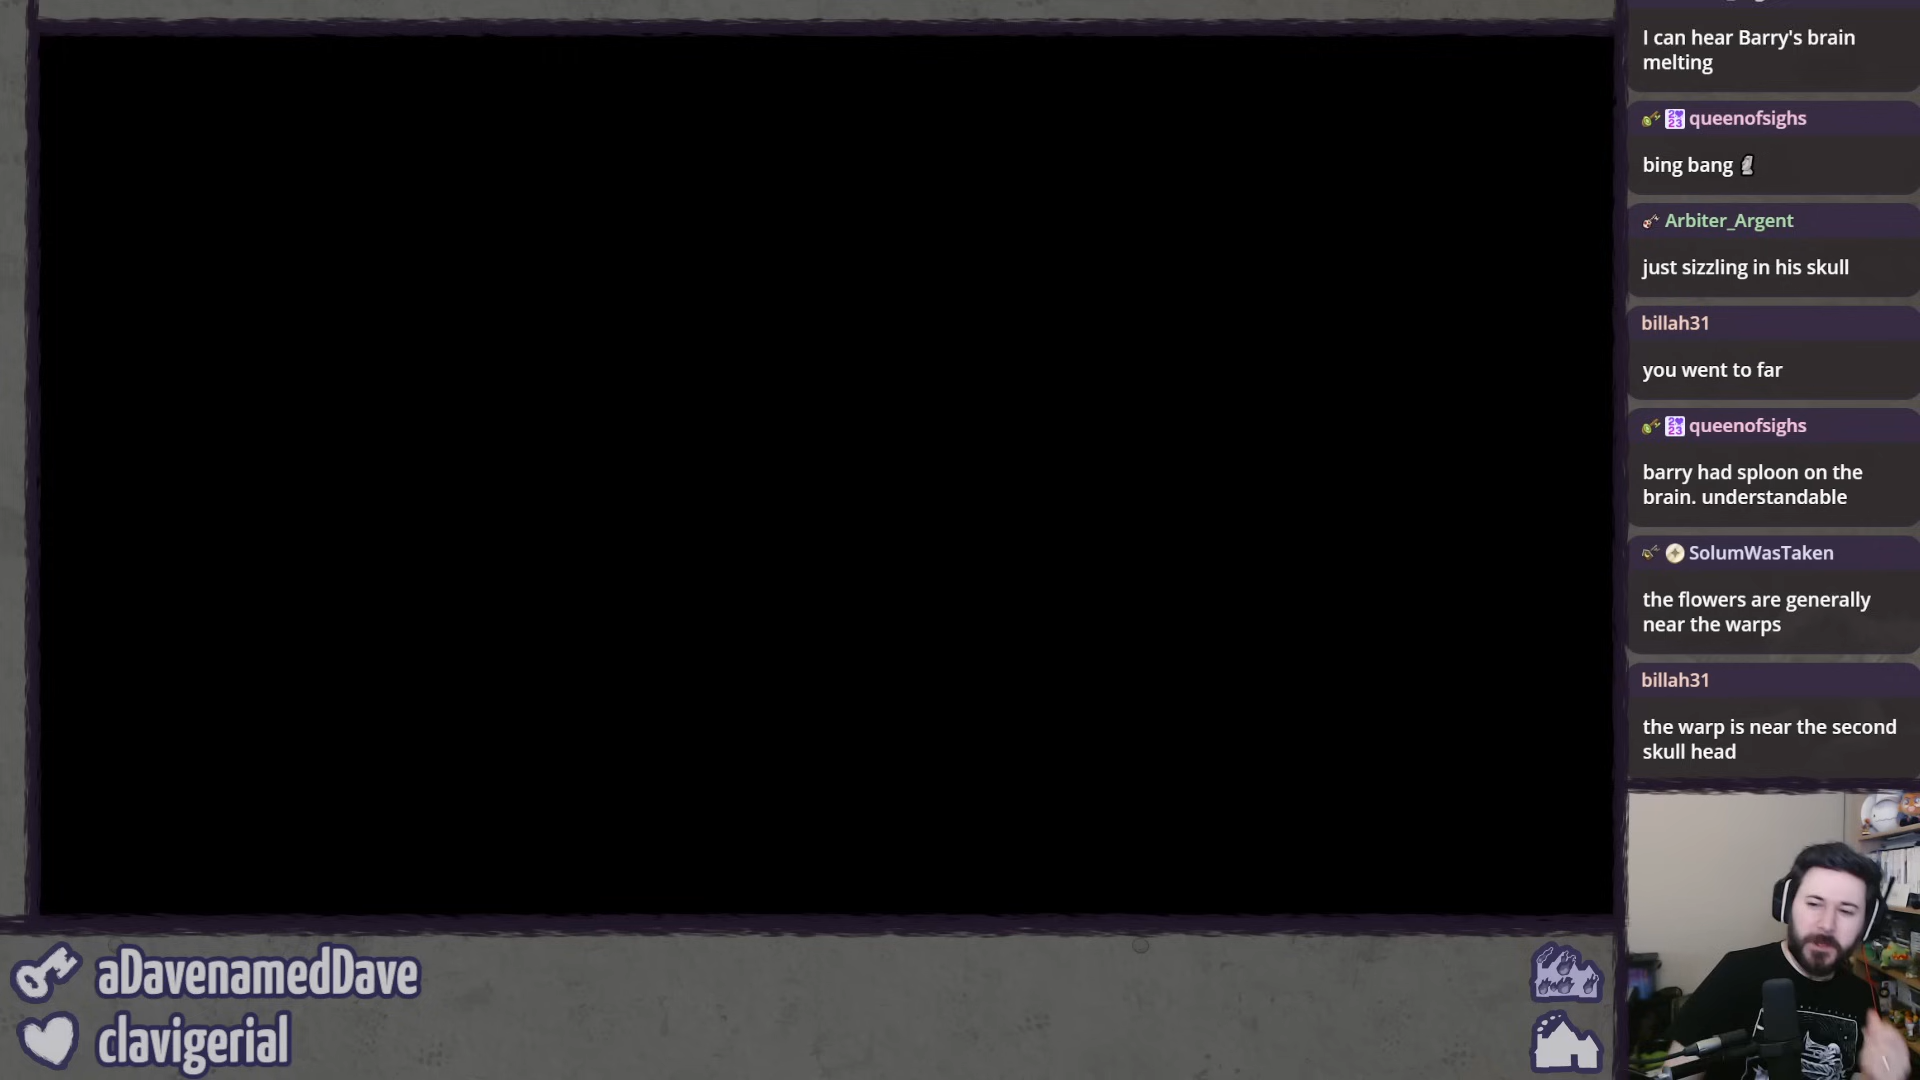 I can hear Barry's brain
melting
queenofsighs
bing bang
Arbiter_Argent
just sizzling in his skull
billah31
you went to far
queenofsighs
barry had sploon on the
brain. understandable
SolumWasTaken
the flowers are generally
near the warps
billah31
the warp is near the second
skull head
aDavenamedDave
clavigerial